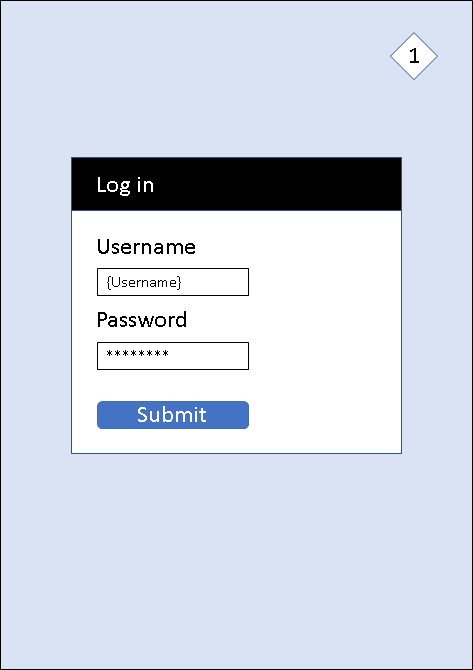 1
Log in
Username
{Username}
Password
********
Submit